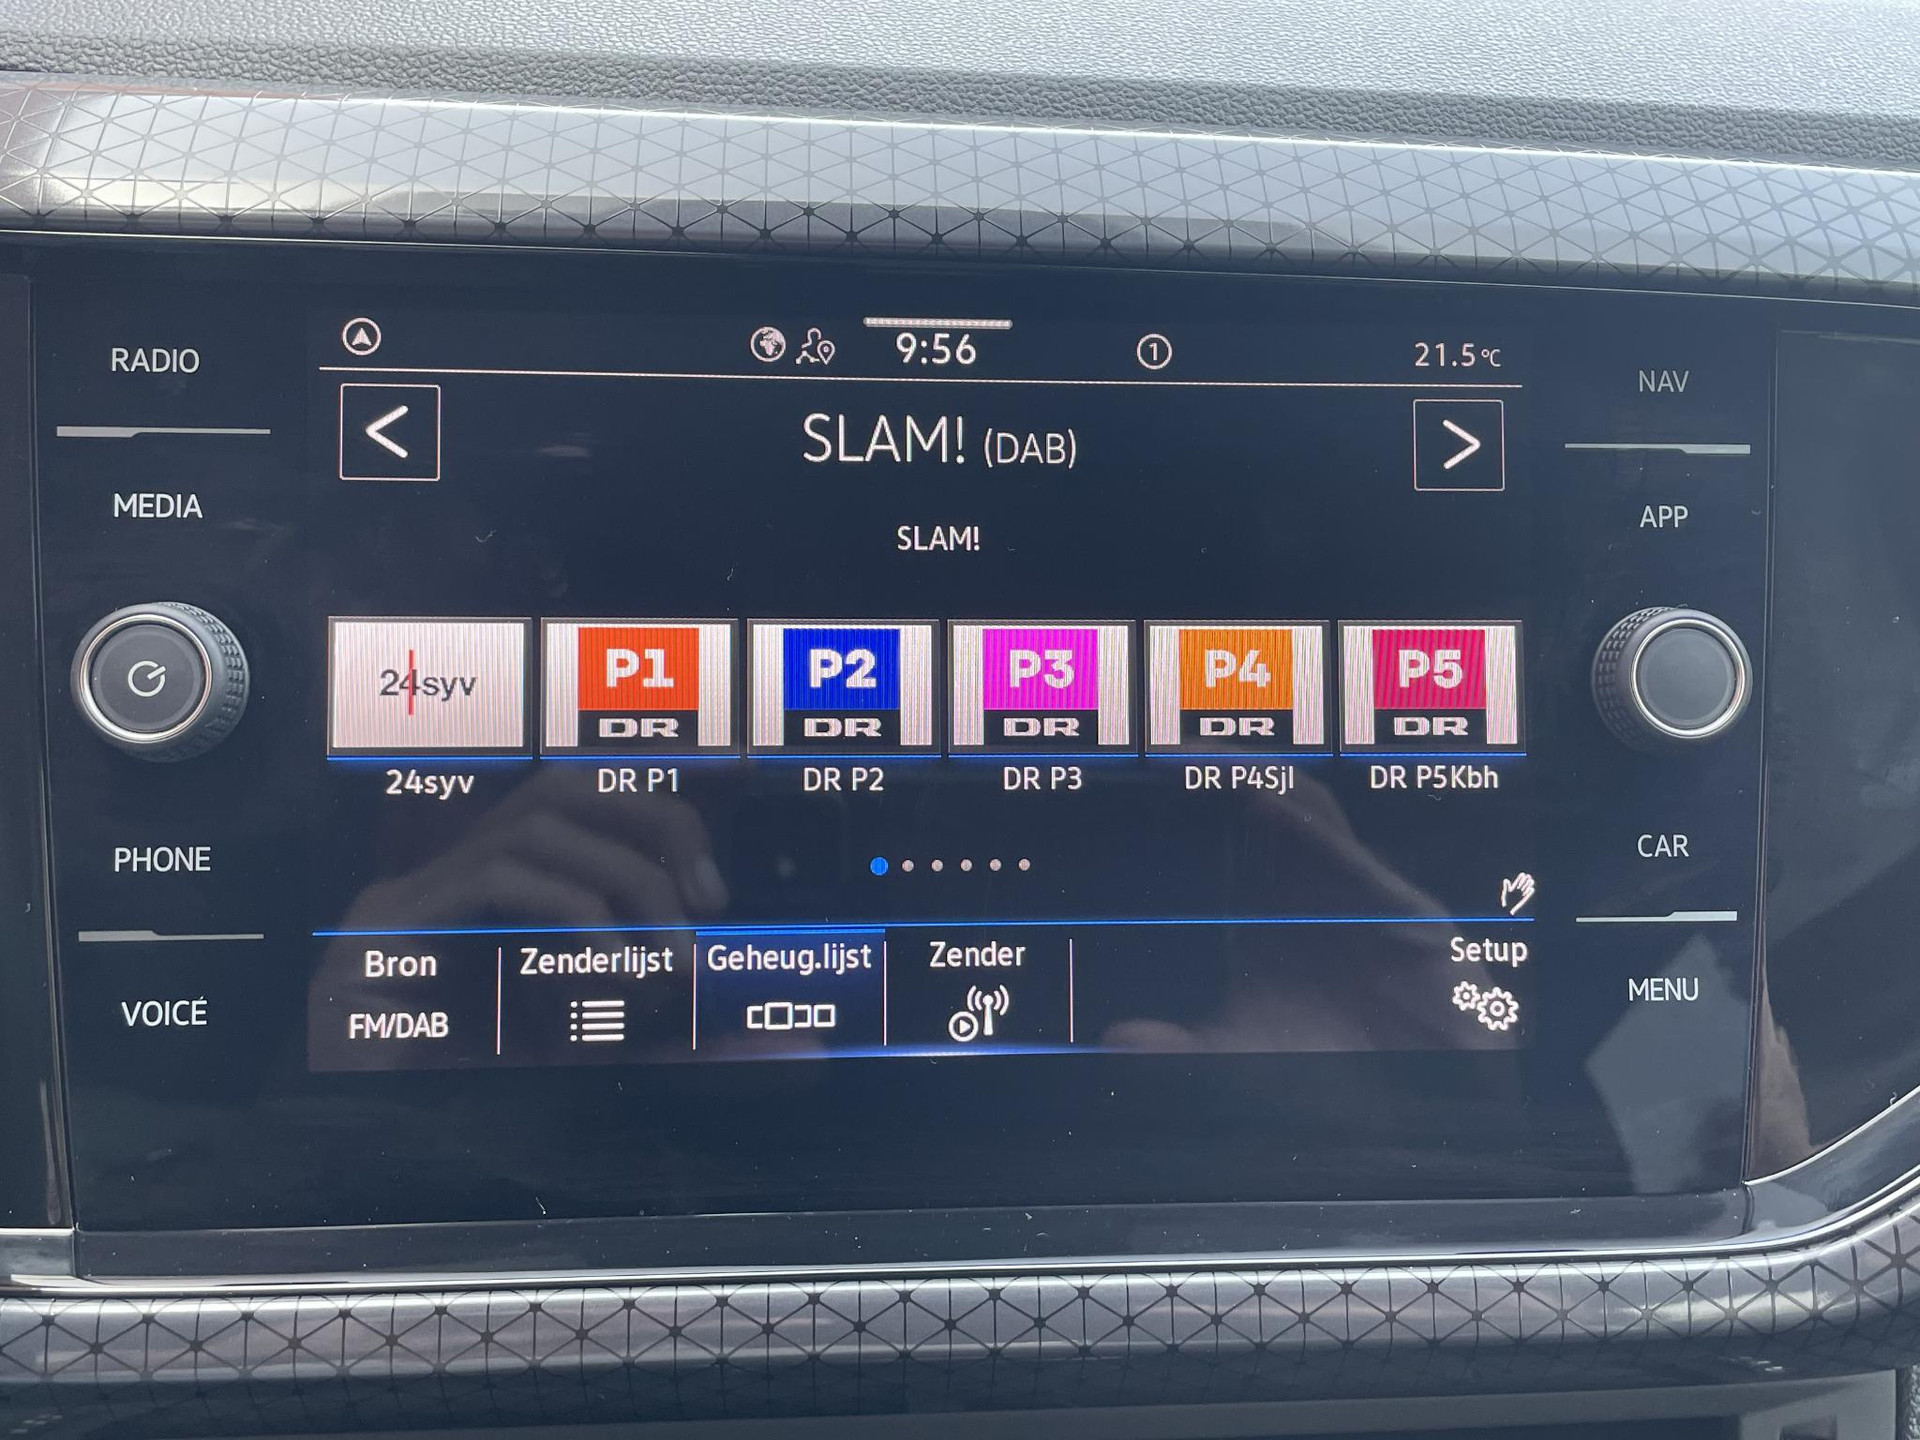 RADIO
MEDIA
PHONE
VOICE
9:56
1
21.5°C
<
SLAM! (DAB)
>
SLAM!
24syv
P1 DR
P2 DR
P3 DR
P4 DR
P5 DR
24syv
DR P1
DR P2
DR P3
DR P4Sjl
DR P5Kbh
Bron
FM/DAB
Zenderlijst
Geheug.lijst
Zender
Setup
NAV
APP
CAR
MENU